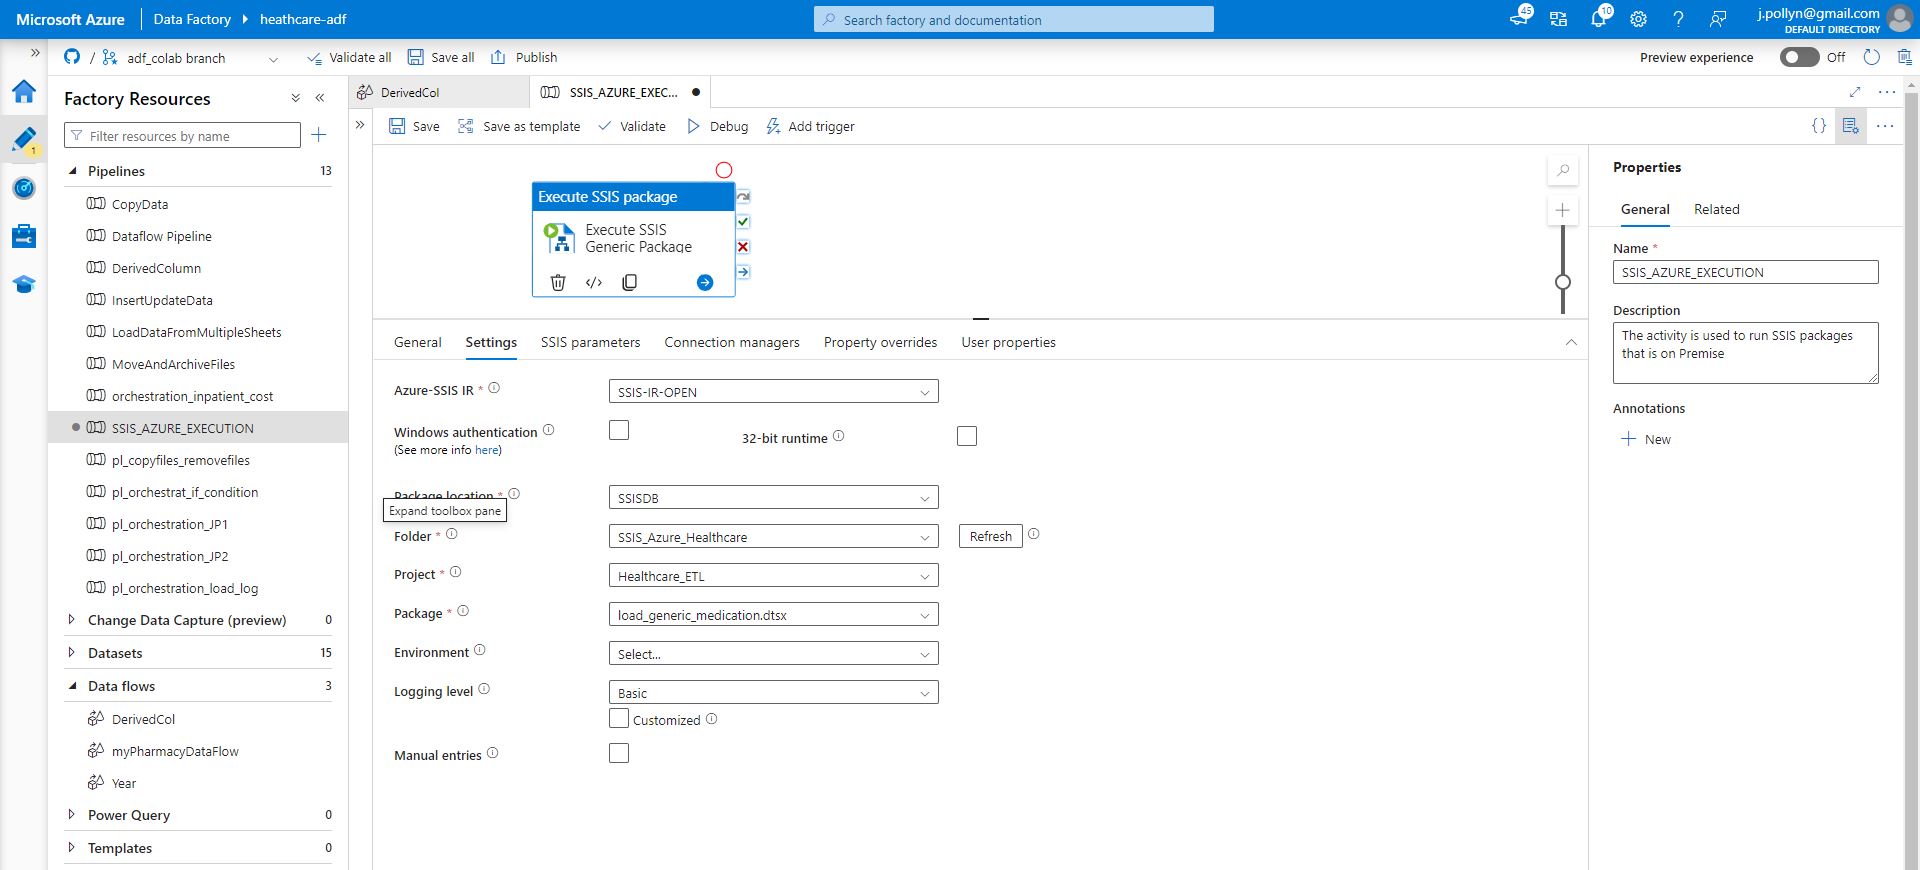 Microsoft Azure
Data Factory
heathcare-adf
Search factory and documentation
45
10
j.pollyn@gmail.com
DEFAULT DIRECTORY
/
adf_colab branch
Validate all
Save all
Publish
Preview experience
Off
1
Factory Resources
Filter resources by name
Pipelines
13
CopyData
Dataflow Pipeline
DerivedColumn
InsertUpdateData
LoadDataFromMultipleSheets
MoveAndArchiveFiles
orchestration_inpatient_cost
SSIS_AZURE_EXECUTION
pl_copyfiles_removefiles
pl_orchestrat_if_condition
pl_orchestration_JP1
pl_orchestration_JP2
pl_orchestration_load_log
Change Data Capture (preview)
0
Datasets
15
Data flows
3
DerivedCol
myPharmacyDataFlow
Year
Power Query
0
Templates
0
DerivedCol
SSIS_AZURE_EXEC...
Save
Save as template
Validate
Debug
Add trigger
{}
Execute SSIS package
Execute SSIS
Generic Package
General
Settings
SSIS parameters
Connection managers
Property overrides
User properties
Azure-SSIS IR *
SSIS-IR-OPEN
Windows authentication
(See more info here)
32-bit runtime
Package location *
SSISDB
Expand toolbox pane
Folder *
SSIS_Azure_Healthcare
Refresh
Project *
Healthcare_ETL
Package *
load_generic_medication.dtsx
Environment
Select...
Logging level
Basic
Customized
Manual entries
Properties
General
Related
Name *
SSIS_AZURE_EXECUTION
Description
The activity is used to run SSIS packages
that is on Premise
Annotations
New